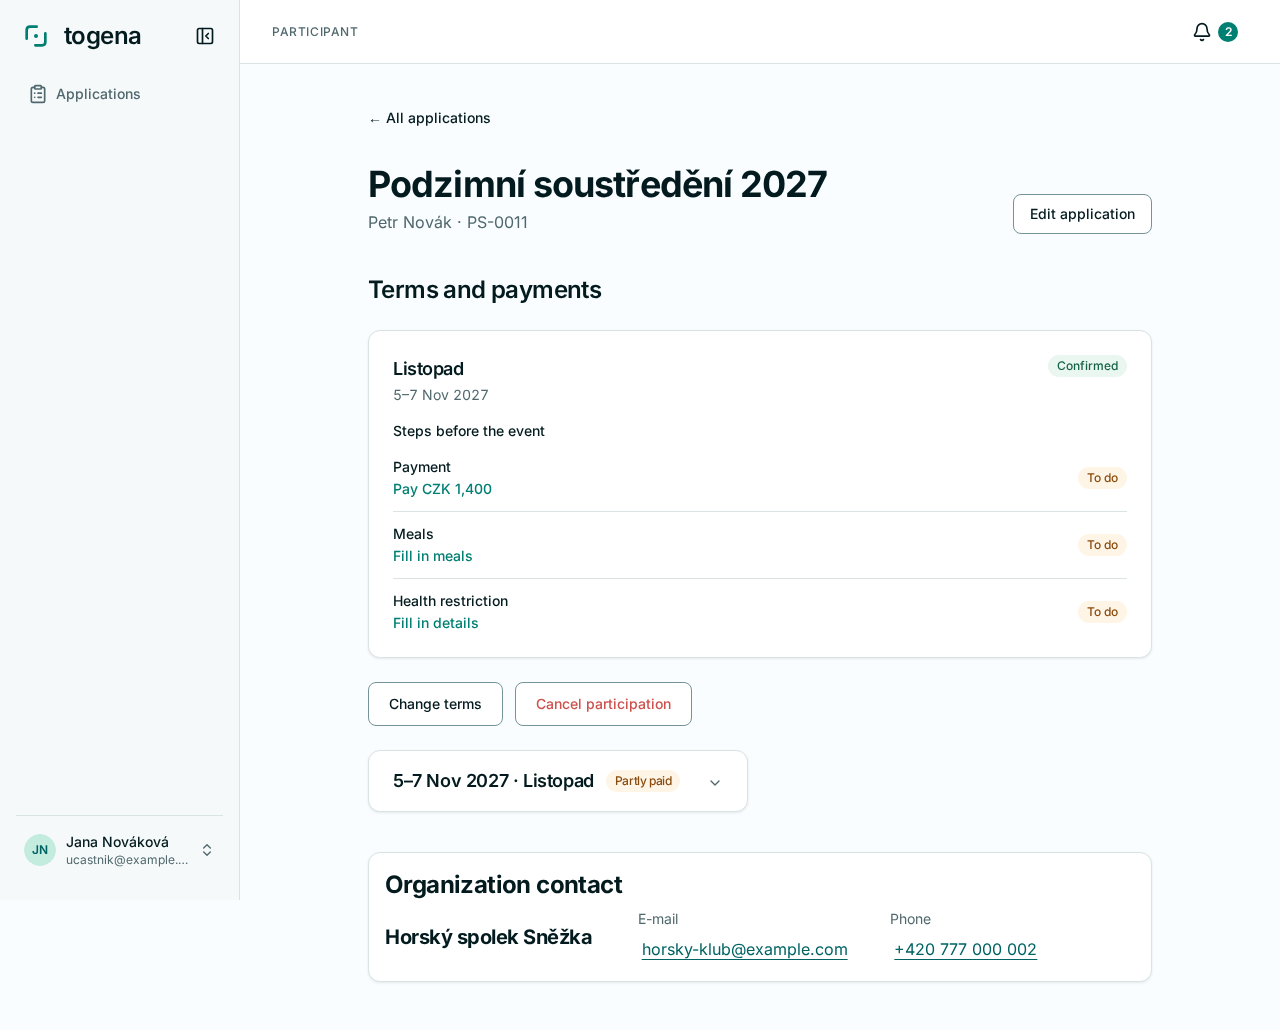 togena
PARTICIPANT
2
Applications
← All applications
Podzimní soustředění 2027
Petr Novák · PS-0011
Edit application
Terms and payments
Listopad
Confirmed
5–7 Nov 2027
Steps before the event
Payment
Pay CZK 1,400
To do
Meals
Fill in meals
To do
Health restriction
Fill in details
To do
Change terms
Cancel participation
5–7 Nov 2027 · Listopad
Partly paid
JN
Jana Nováková
ucastnik@example....
Organization contact
Horský spolek Sněžka
E-mail
horsky-klub@example.com
Phone
+420 777 000 002